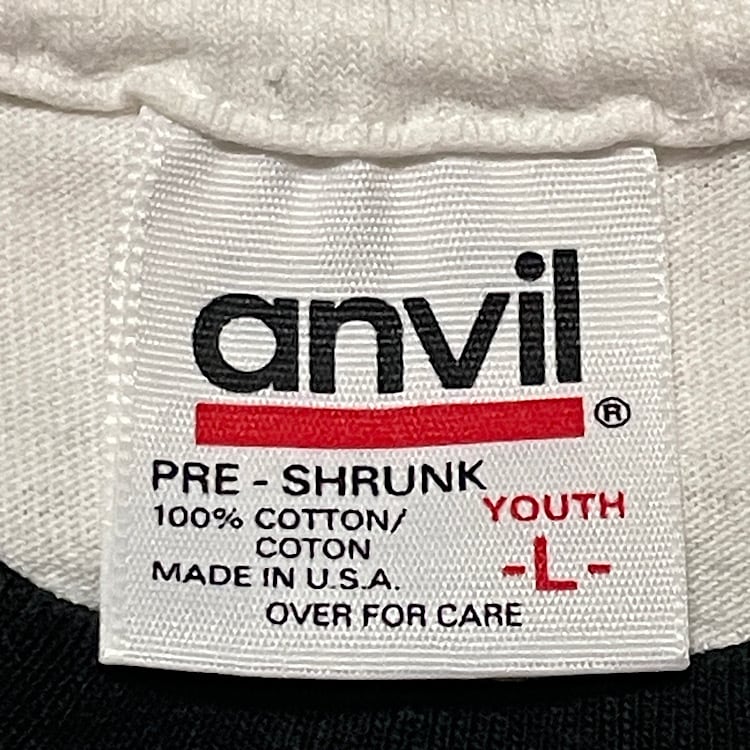 anvil®
PRE - SHRUNK
YOUTH
100% COTTON/
COTON
-L-
MADE IN U.S.A.
OVER FOR CARE